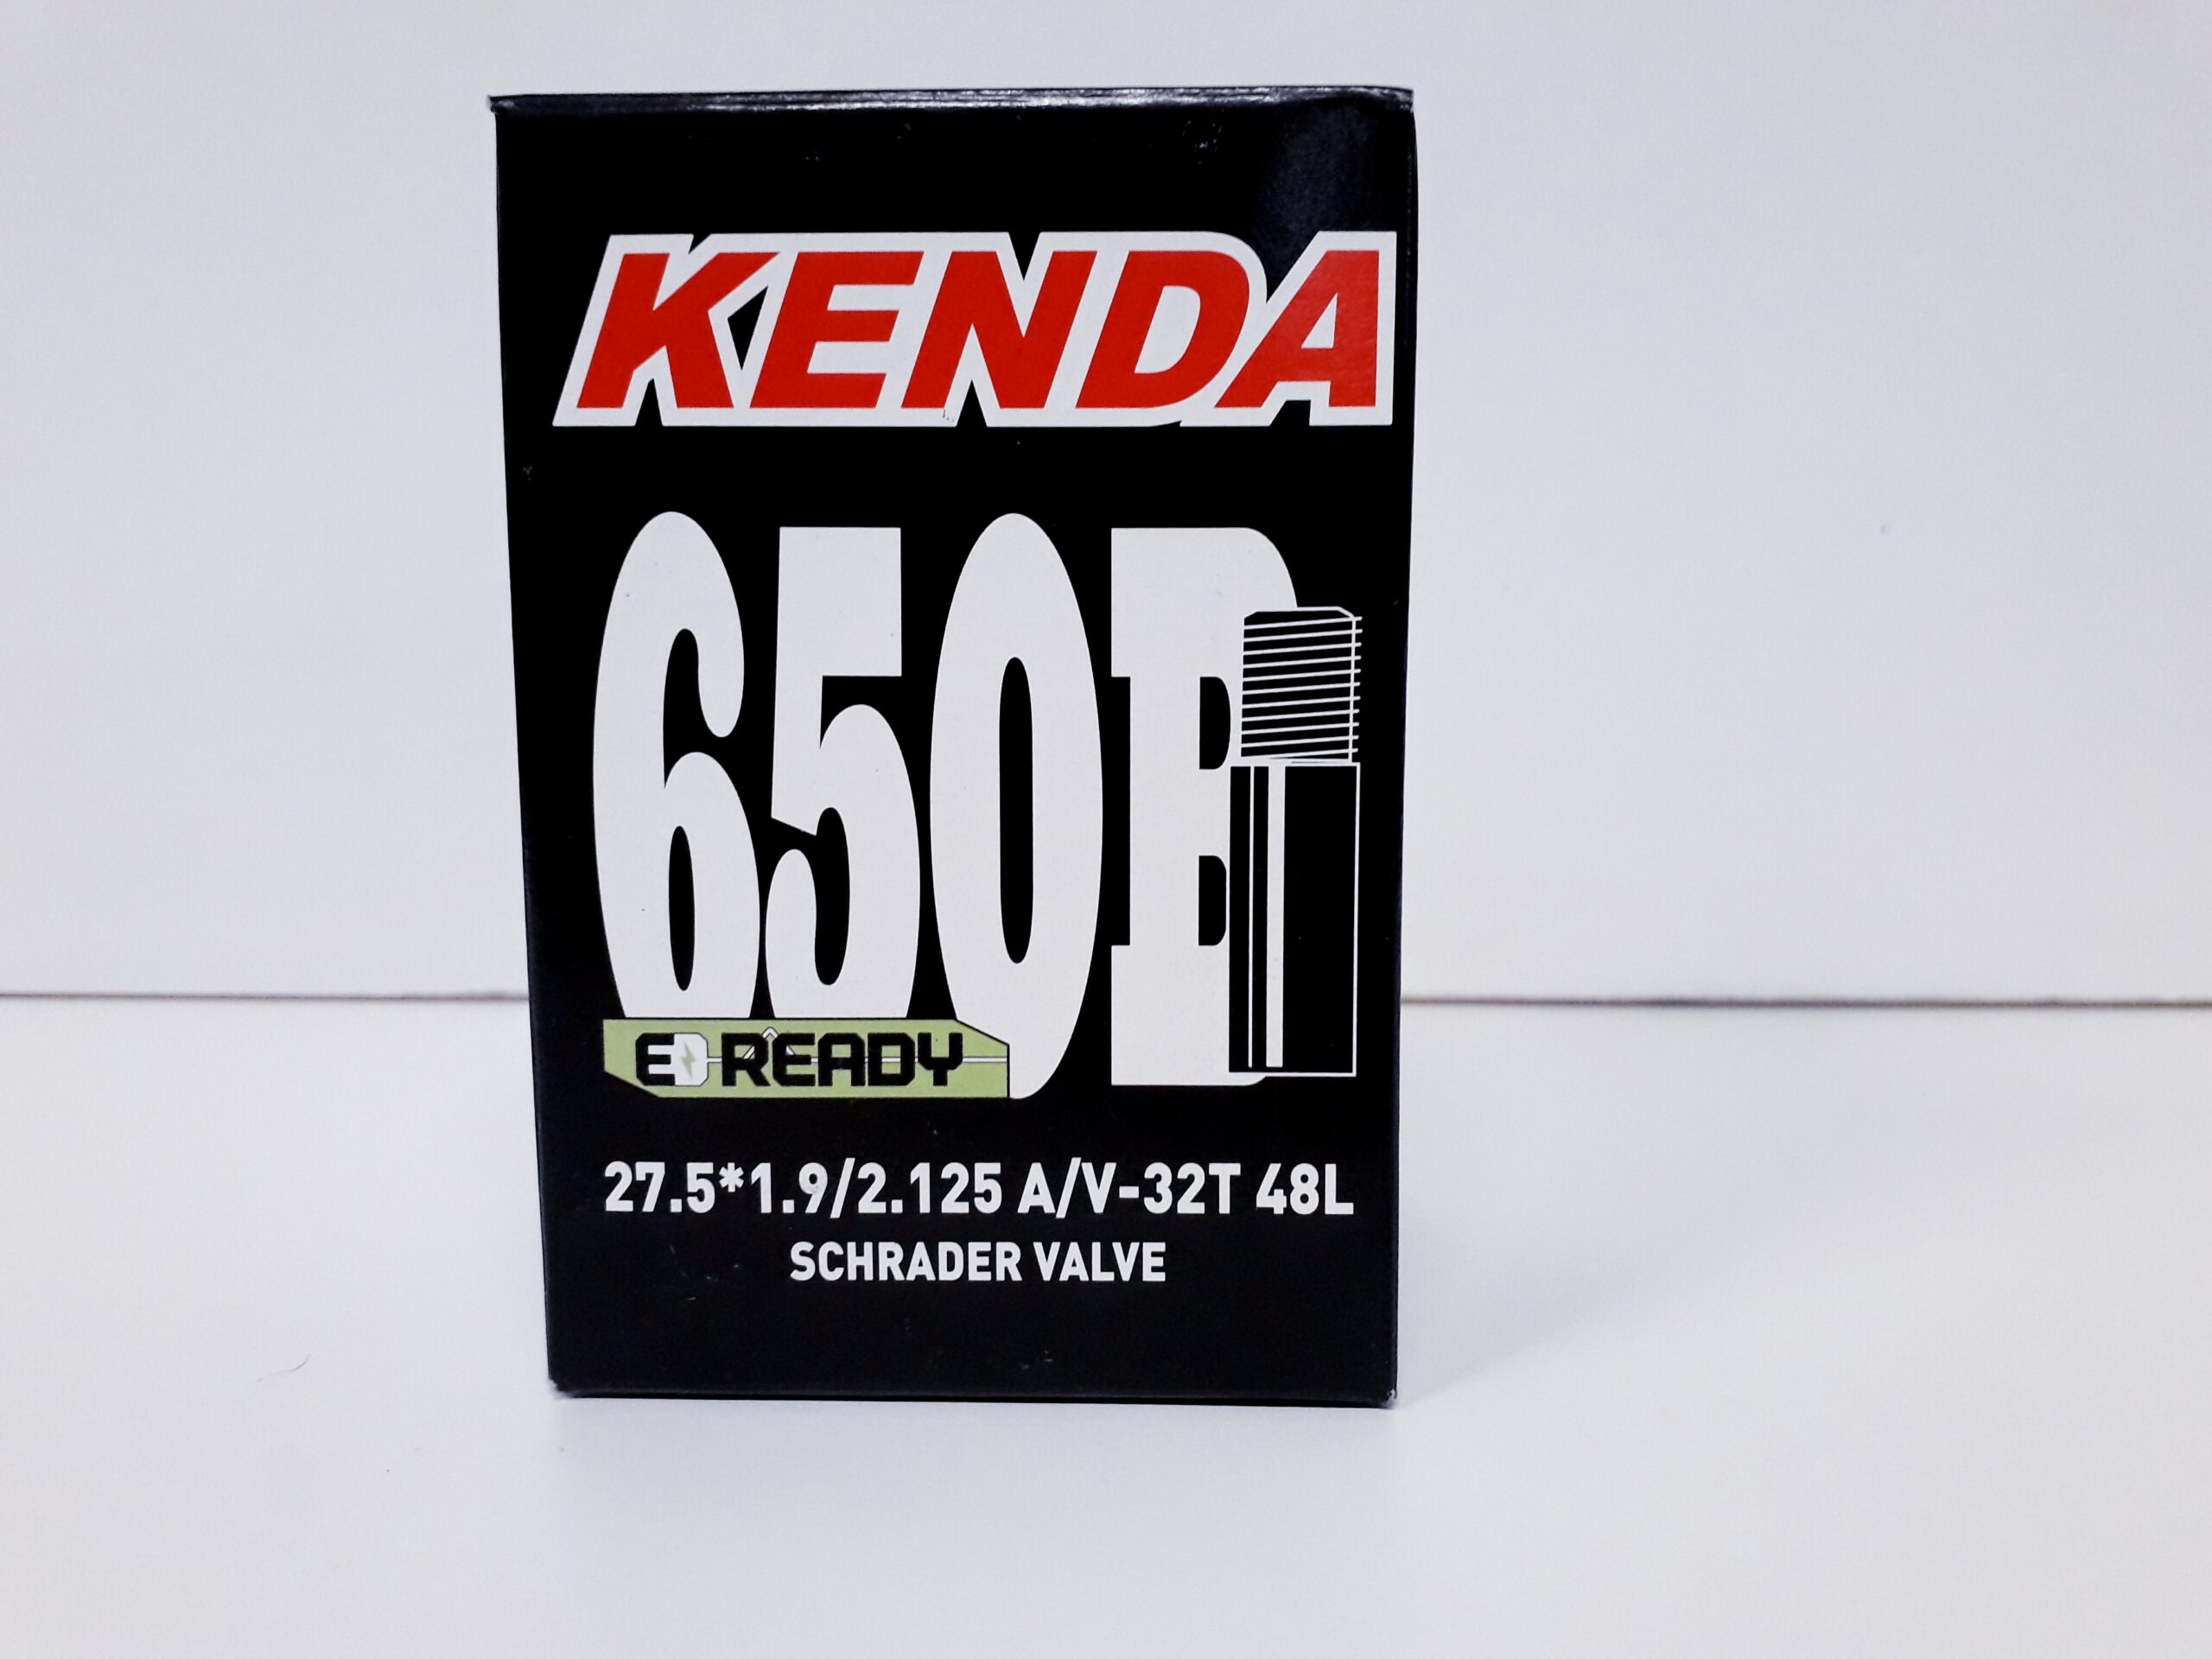 KENDA
650B
E READY
27.5*1.9/2.125 A/V-32T 48L
SCHRADER VALVE